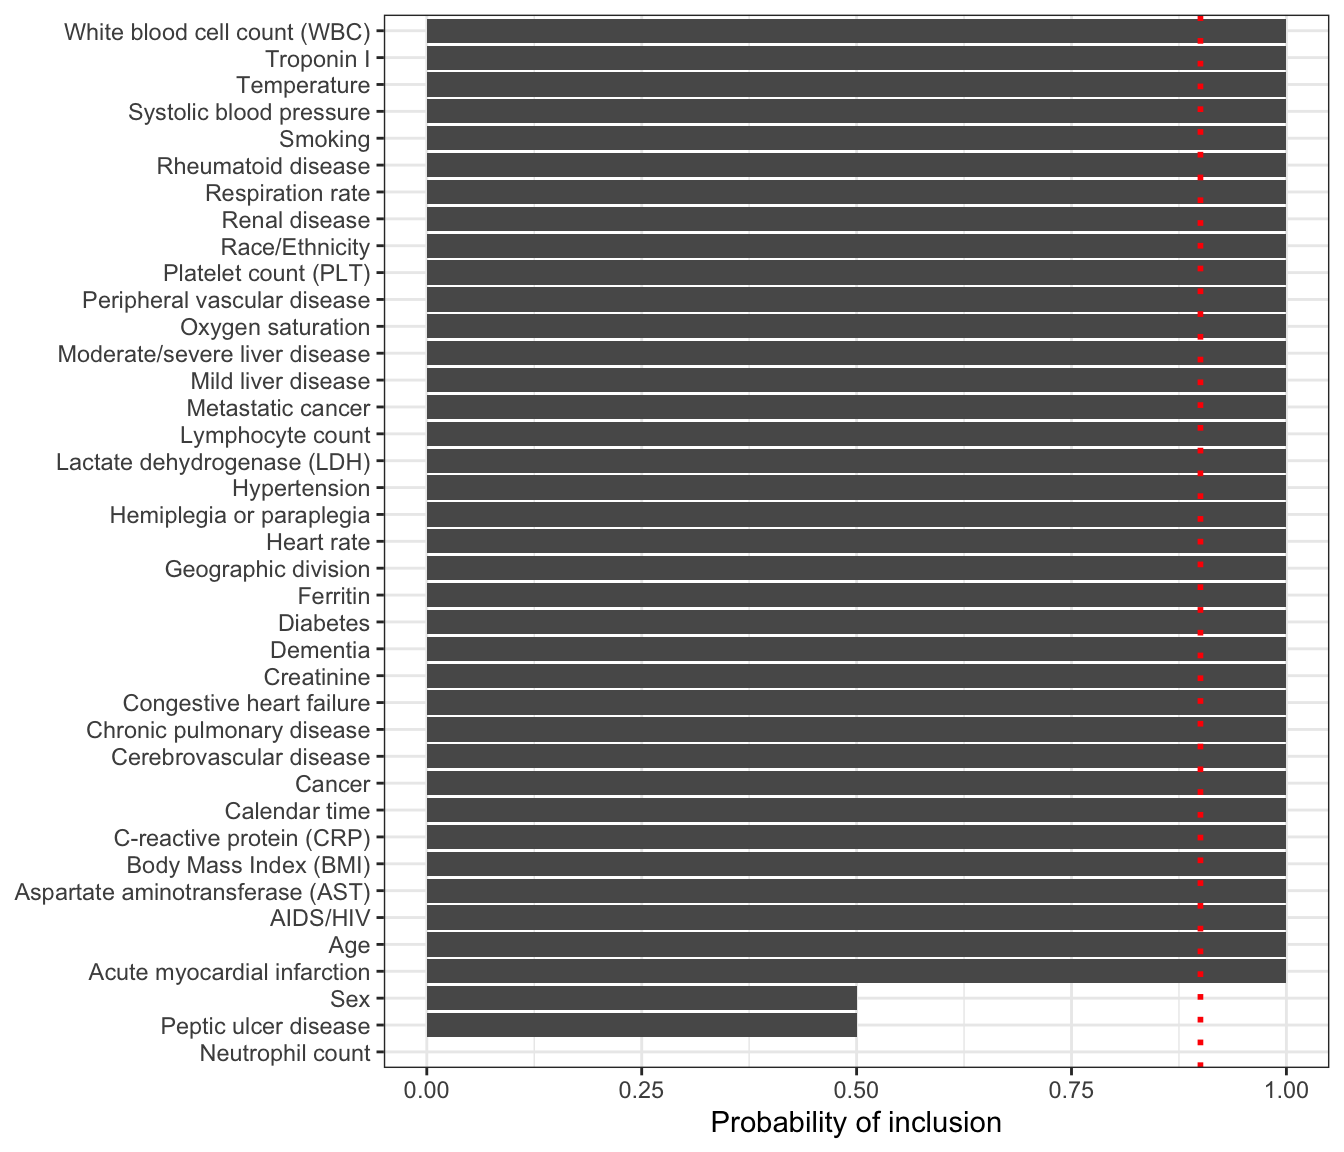 White blood cell count (WBC)
Troponin I
Temperature
Systolic blood pressure
Smoking
Rheumatoid disease
Respiration rate
Renal disease
Race/Ethnicity
Platelet count (PLT)
Peripheral vascular disease
Oxygen saturation
Moderate/severe liver disease
Mild liver disease
Metastatic cancer
Lymphocyte count
Lactate dehydrogenase (LDH)
Hypertension
Hemiplegia or paraplegia
Heart rate
Geographic division
Ferritin
Diabetes
Dementia
Creatinine
Congestive heart failure
Chronic pulmonary disease
Cerebrovascular disease
Cancer
Calendar time
C-reactive protein (CRP)
Body Mass Index (BMI)
Aspartate aminotransferase (AST)
AIDS/HIV
Age
Acute myocardial infarction
Sex
Peptic ulcer disease
Neutrophil count
0.00 0.25 0.50 0.75 1.00
Probability of inclusion